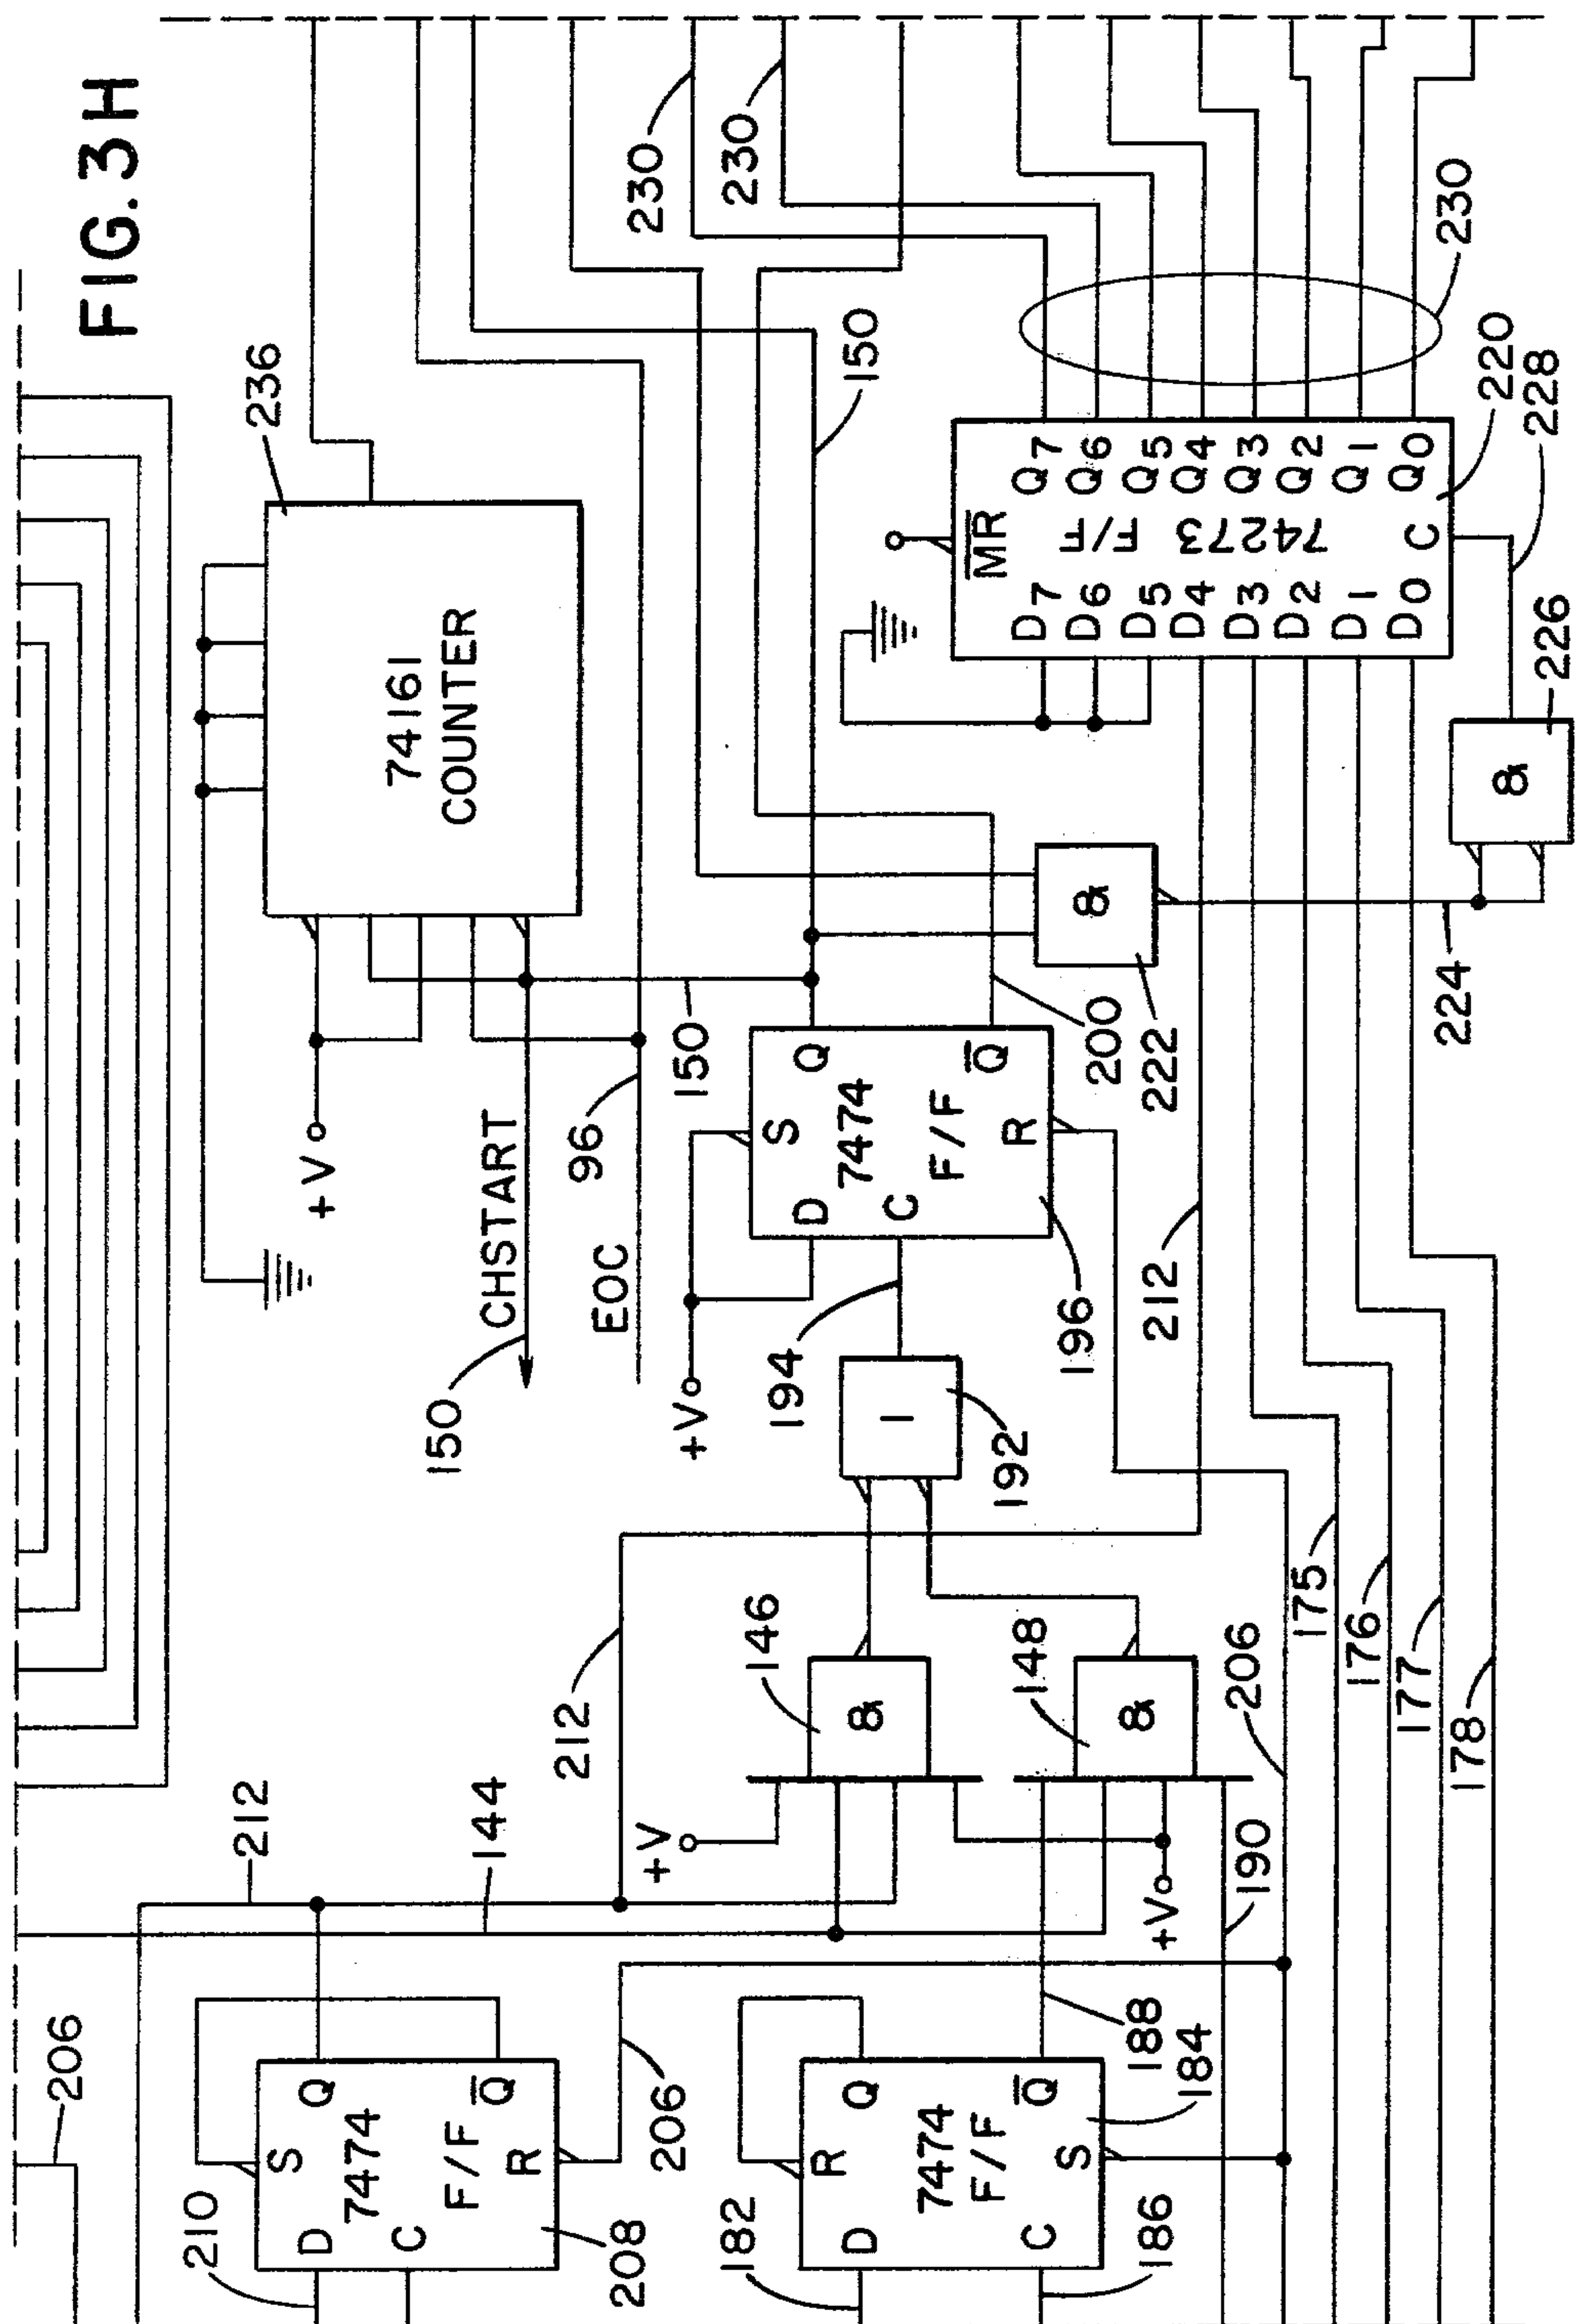 FIG. 3H
236
74161
COUNTER
+V
CHSTART
150
EOC
96
150
150
230
230
230
+V
D
S
Q
7474
C
F/F
Q̅
R
194
196
192
200
222
&
224
226
&
228
220
M̅R̅
D7
D6
D5
D4
D3
D2
D1
D0
74273 F/F
C
Q7
Q6
Q5
Q4
Q3
Q2
Q1
Q0
1
212
212
212
144
146
&
148
&
+V
+V
190
206
175
176
177
178
206
210
D
S
Q
7474
C
F/F
Q̅
R
208
206
182
D
R
Q
7474
F/F
C
S
Q̅
188
184
186